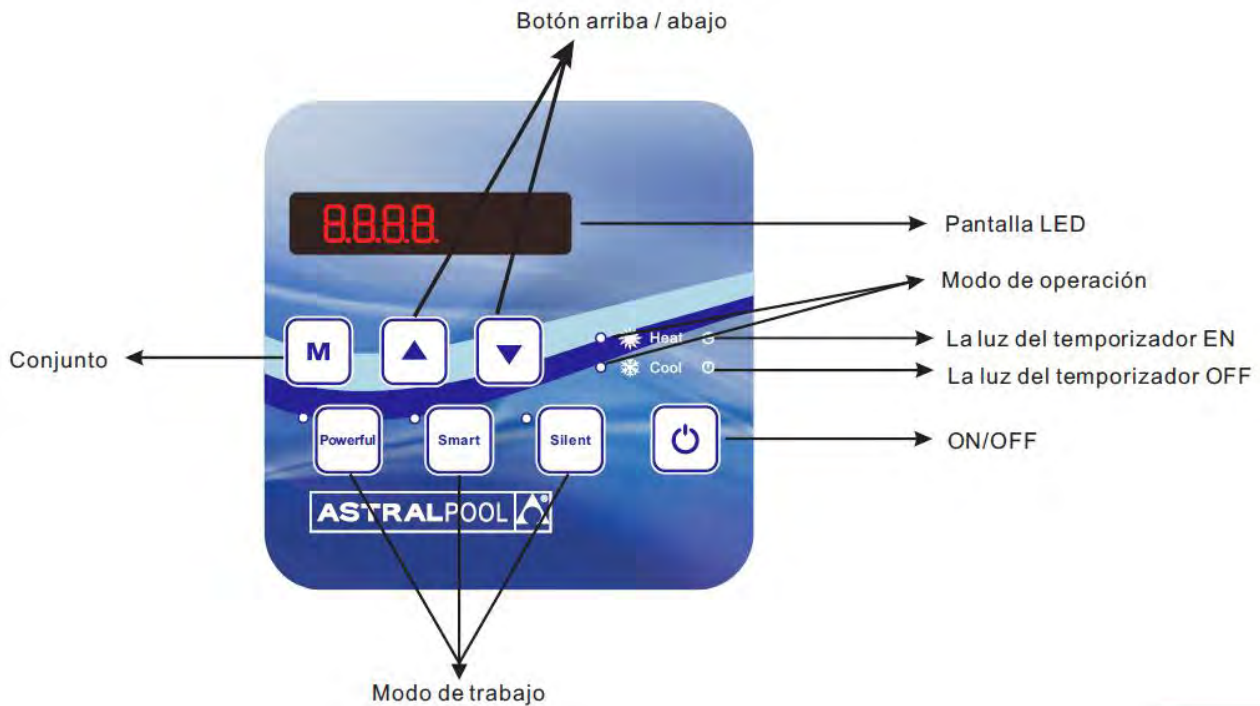 Botón arriba / abajo
8.8.8.8.
Pantalla LED
Modo de operación
M
Heat
La luz del temporizador EN
Conjunto
Cool
La luz del temporizador OFF
Powerful
Smart
Silent
ON/OFF
ASTRALPOOL
Modo de trabajo